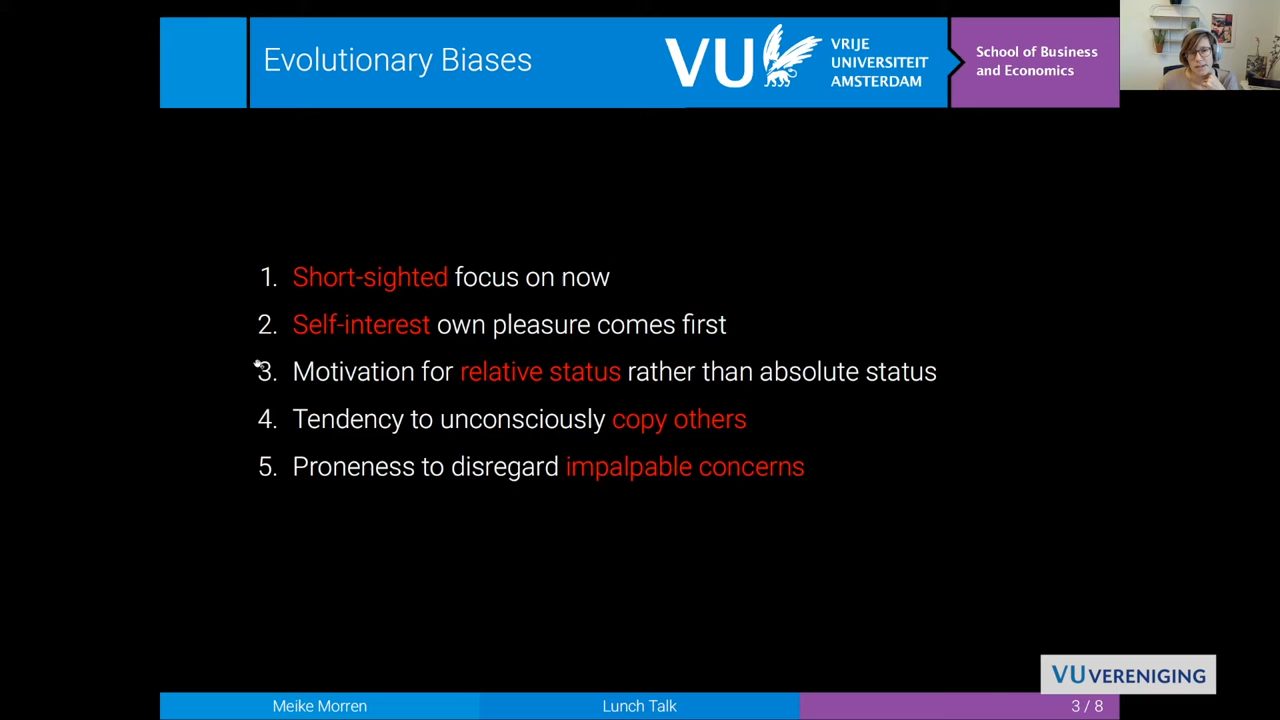 Evolutionary Biases
VU
VRIJE
UNIVERSITEIT
AMSTERDAM
School of Business
and Economics
1. Short-sighted focus on now
2. Self-interest own pleasure comes first
3. Motivation for relative status rather than absolute status
4. Tendency to unconsciously copy others
5. Proneness to disregard impalpable concerns
VUVERENIGING
Meike Morren
Lunch Talk
3 / 8